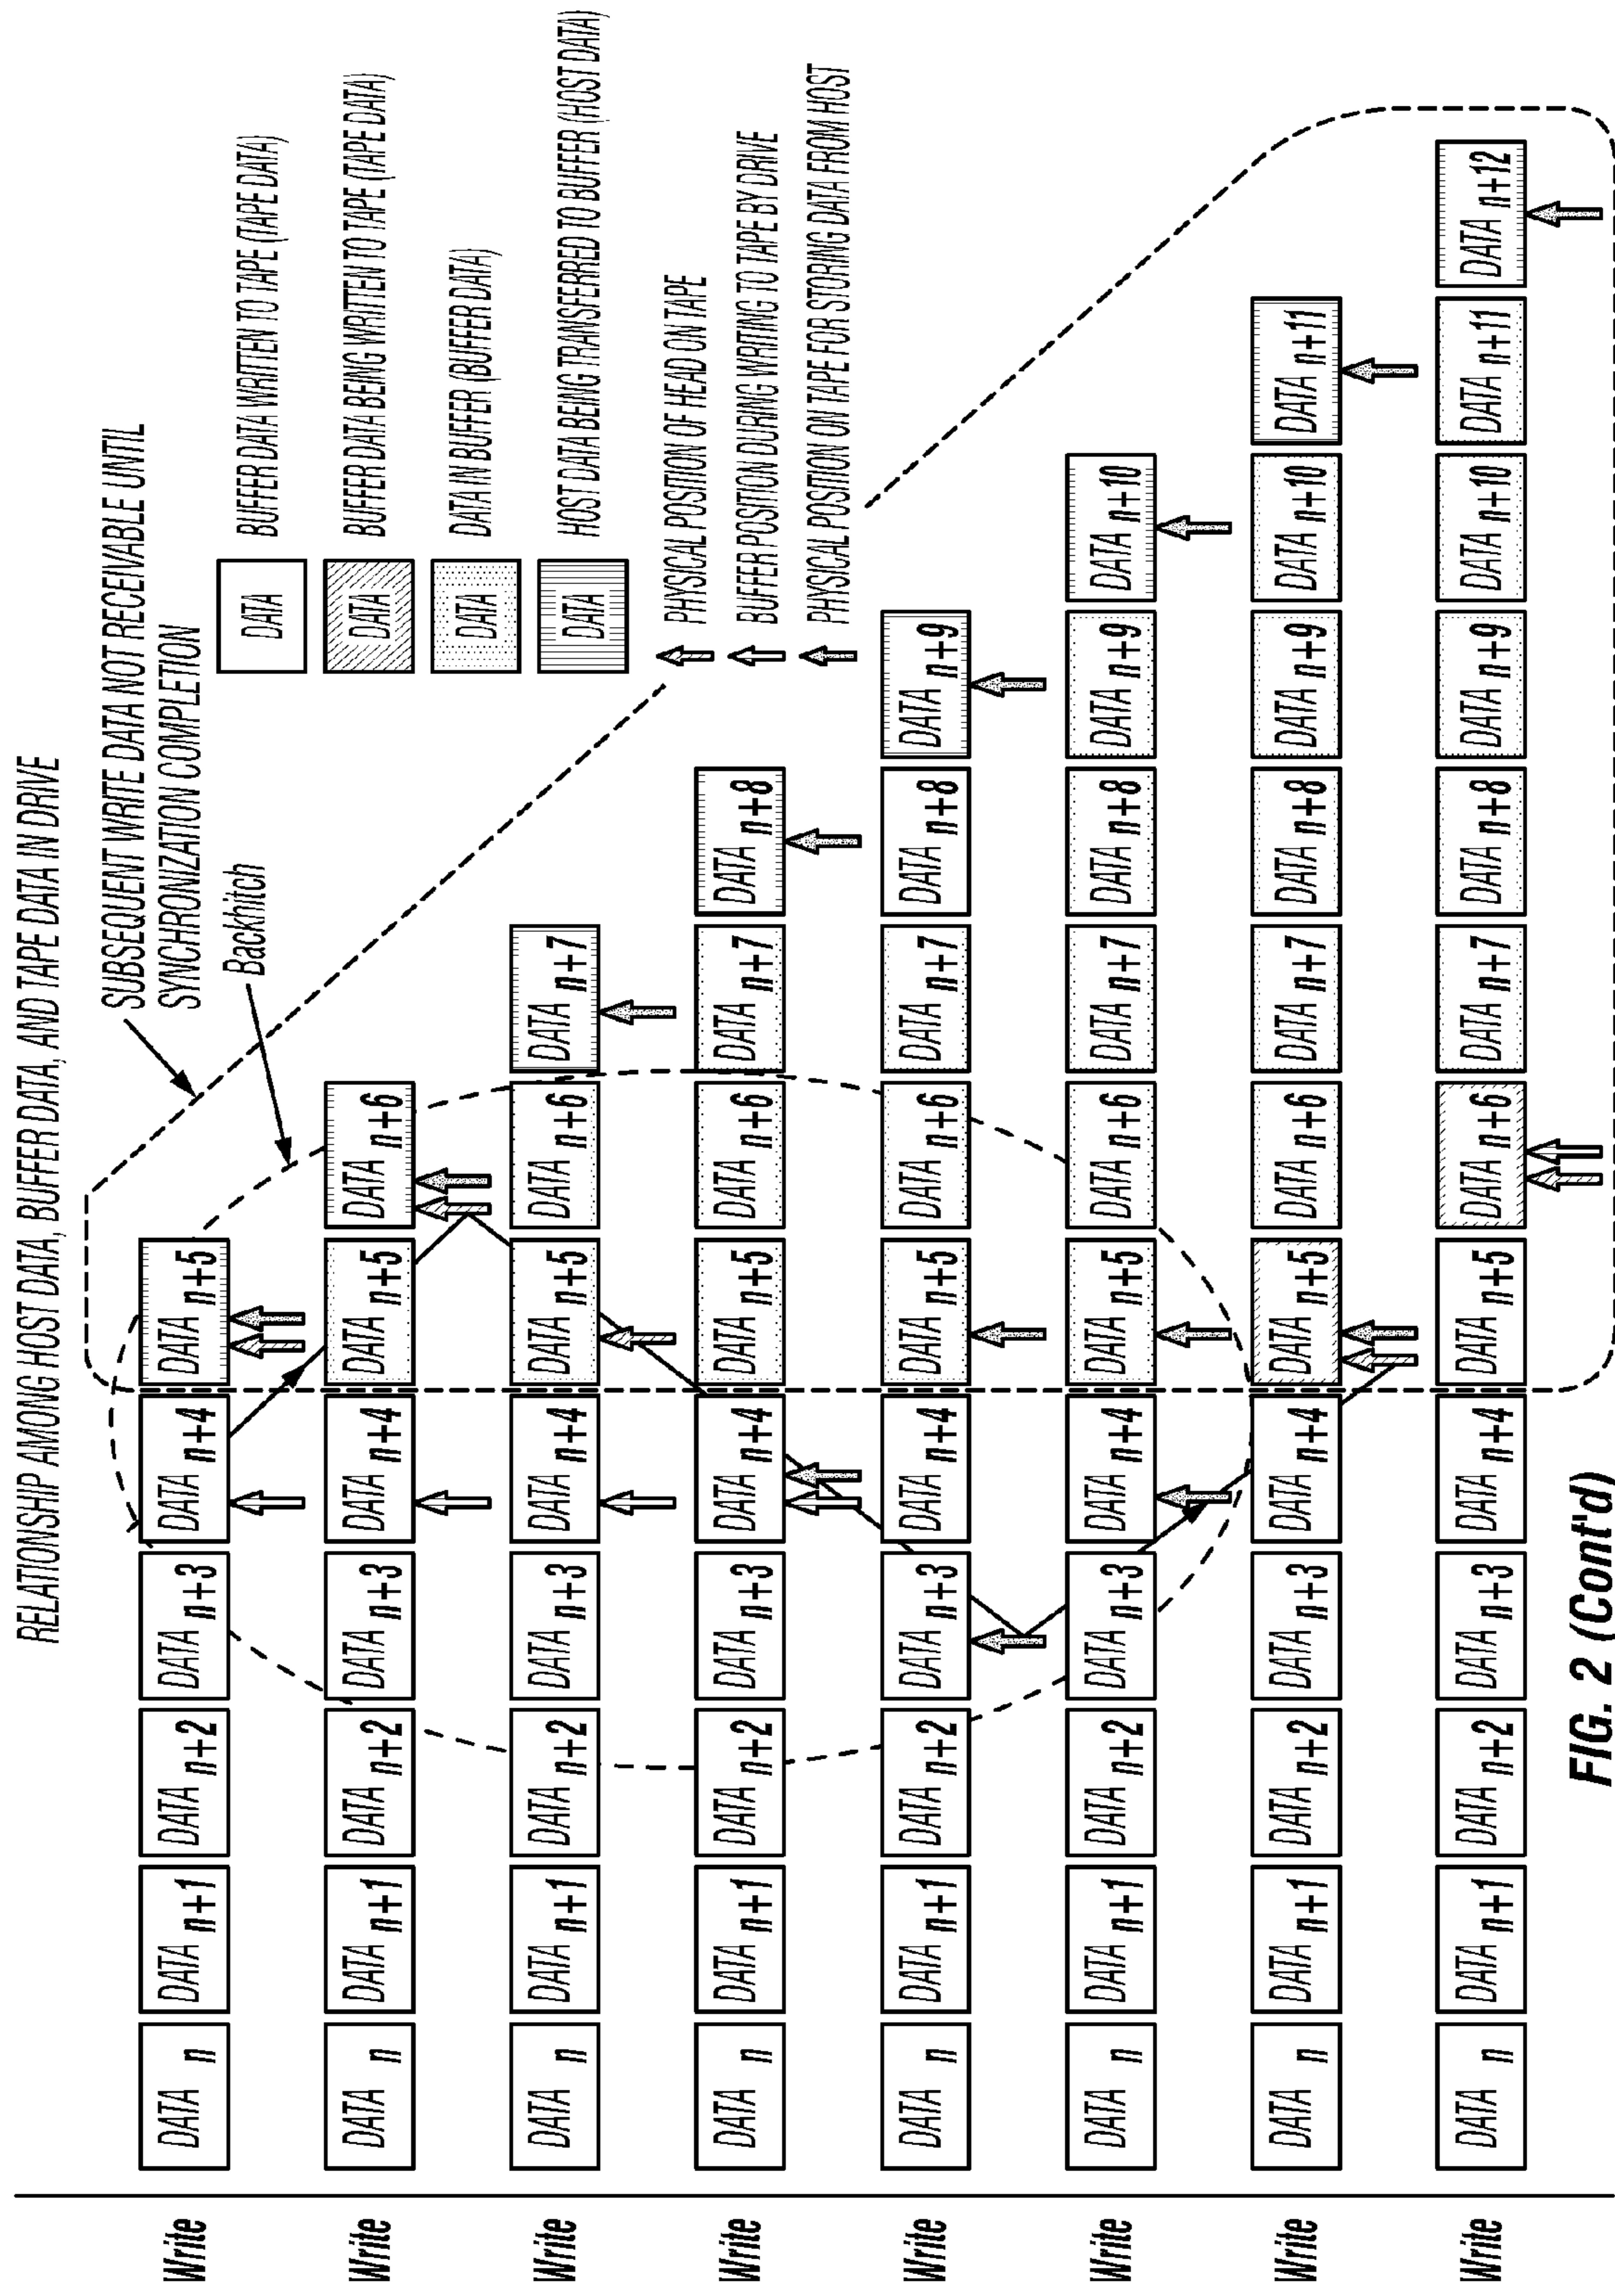 RELATIONSHIP AMONG HOST DATA, BUFFER DATA, AND TAPE DATA IN DRIVE
SUBSEQUENT WRITE DATA NOT RECEIVABLE UNTIL
SYNCHRONIZATION COMPLETION
Backhitch
DATA BUFFER DATA WRITTEN TO TAPE (TAPE DATA)
DATA BUFFER DATA BEING WRITTEN TO TAPE (TAPE DATA)
DATA DATA IN BUFFER (BUFFER DATA)
DATA HOST DATA BEING TRANSFERRED TO BUFFER (HOST DATA)
PHYSICAL POSITION OF HEAD ON TAPE
BUFFER POSITION DURING WRITING TO TAPE BY DRIVE
PHYSICAL POSITION ON TAPE FOR STORING DATA FROM HOST
Write DATA n DATA n+1 DATA n+2 DATA n+3 DATA n+4 DATA n+5
Write DATA n DATA n+1 DATA n+2 DATA n+3 DATA n+4 DATA n+5 DATA n+6
Write DATA n DATA n+1 DATA n+2 DATA n+3 DATA n+4 DATA n+5 DATA n+6 DATA n+7
Write DATA n DATA n+1 DATA n+2 DATA n+3 DATA n+4 DATA n+5 DATA n+6 DATA n+7 DATA n+8
Write DATA n DATA n+1 DATA n+2 DATA n+3 DATA n+4 DATA n+5 DATA n+6 DATA n+7 DATA n+8 DATA n+9
Write DATA n DATA n+1 DATA n+2 DATA n+3 DATA n+4 DATA n+5 DATA n+6 DATA n+7 DATA n+8 DATA n+9 DATA n+10
Write DATA n DATA n+1 DATA n+2 DATA n+3 DATA n+4 DATA n+5 DATA n+6 DATA n+7 DATA n+8 DATA n+9 DATA n+10 DATA n+11
Write DATA n DATA n+1 DATA n+2 DATA n+3 DATA n+4 DATA n+5 DATA n+6 DATA n+7 DATA n+8 DATA n+9 DATA n+10 DATA n+11 DATA n+12
FIG. 2 (Cont'd)